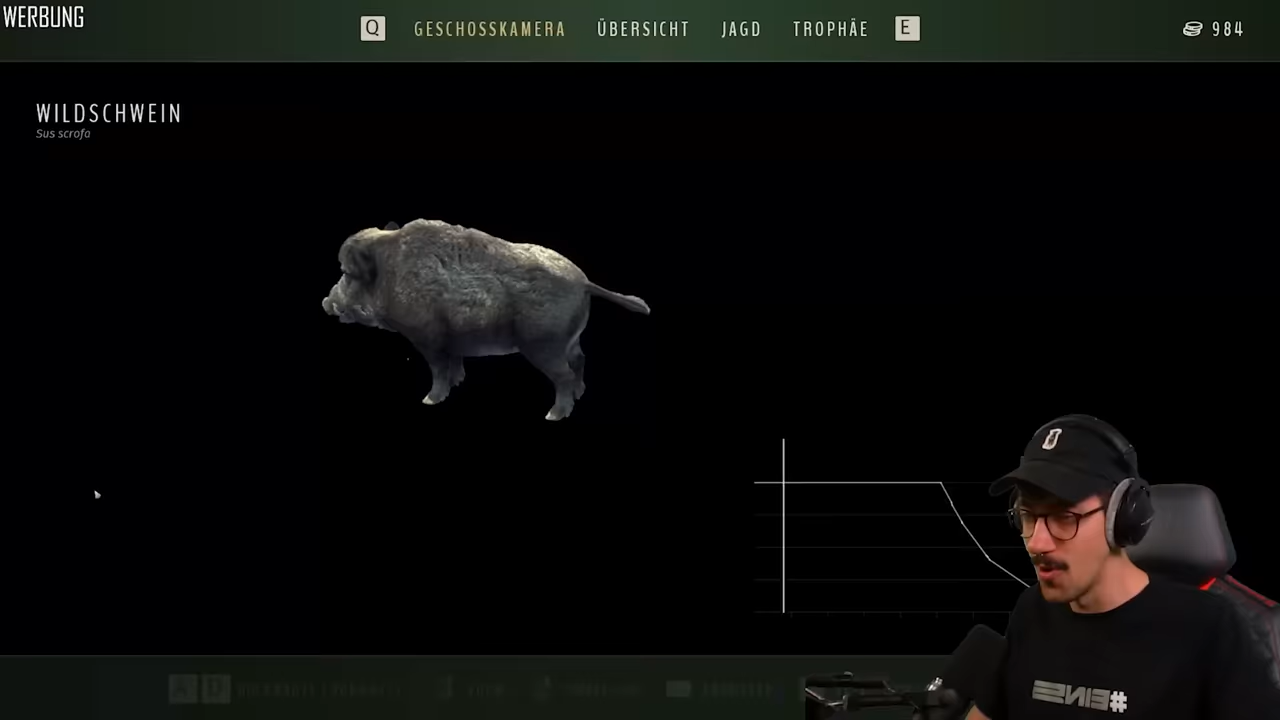 WERBUNG
Q GESCHOSSKAMERA ÜBERSICHT JAGD TROPHÄE E 984
WILDSCHWEIN
Sus scrofa
#EINS